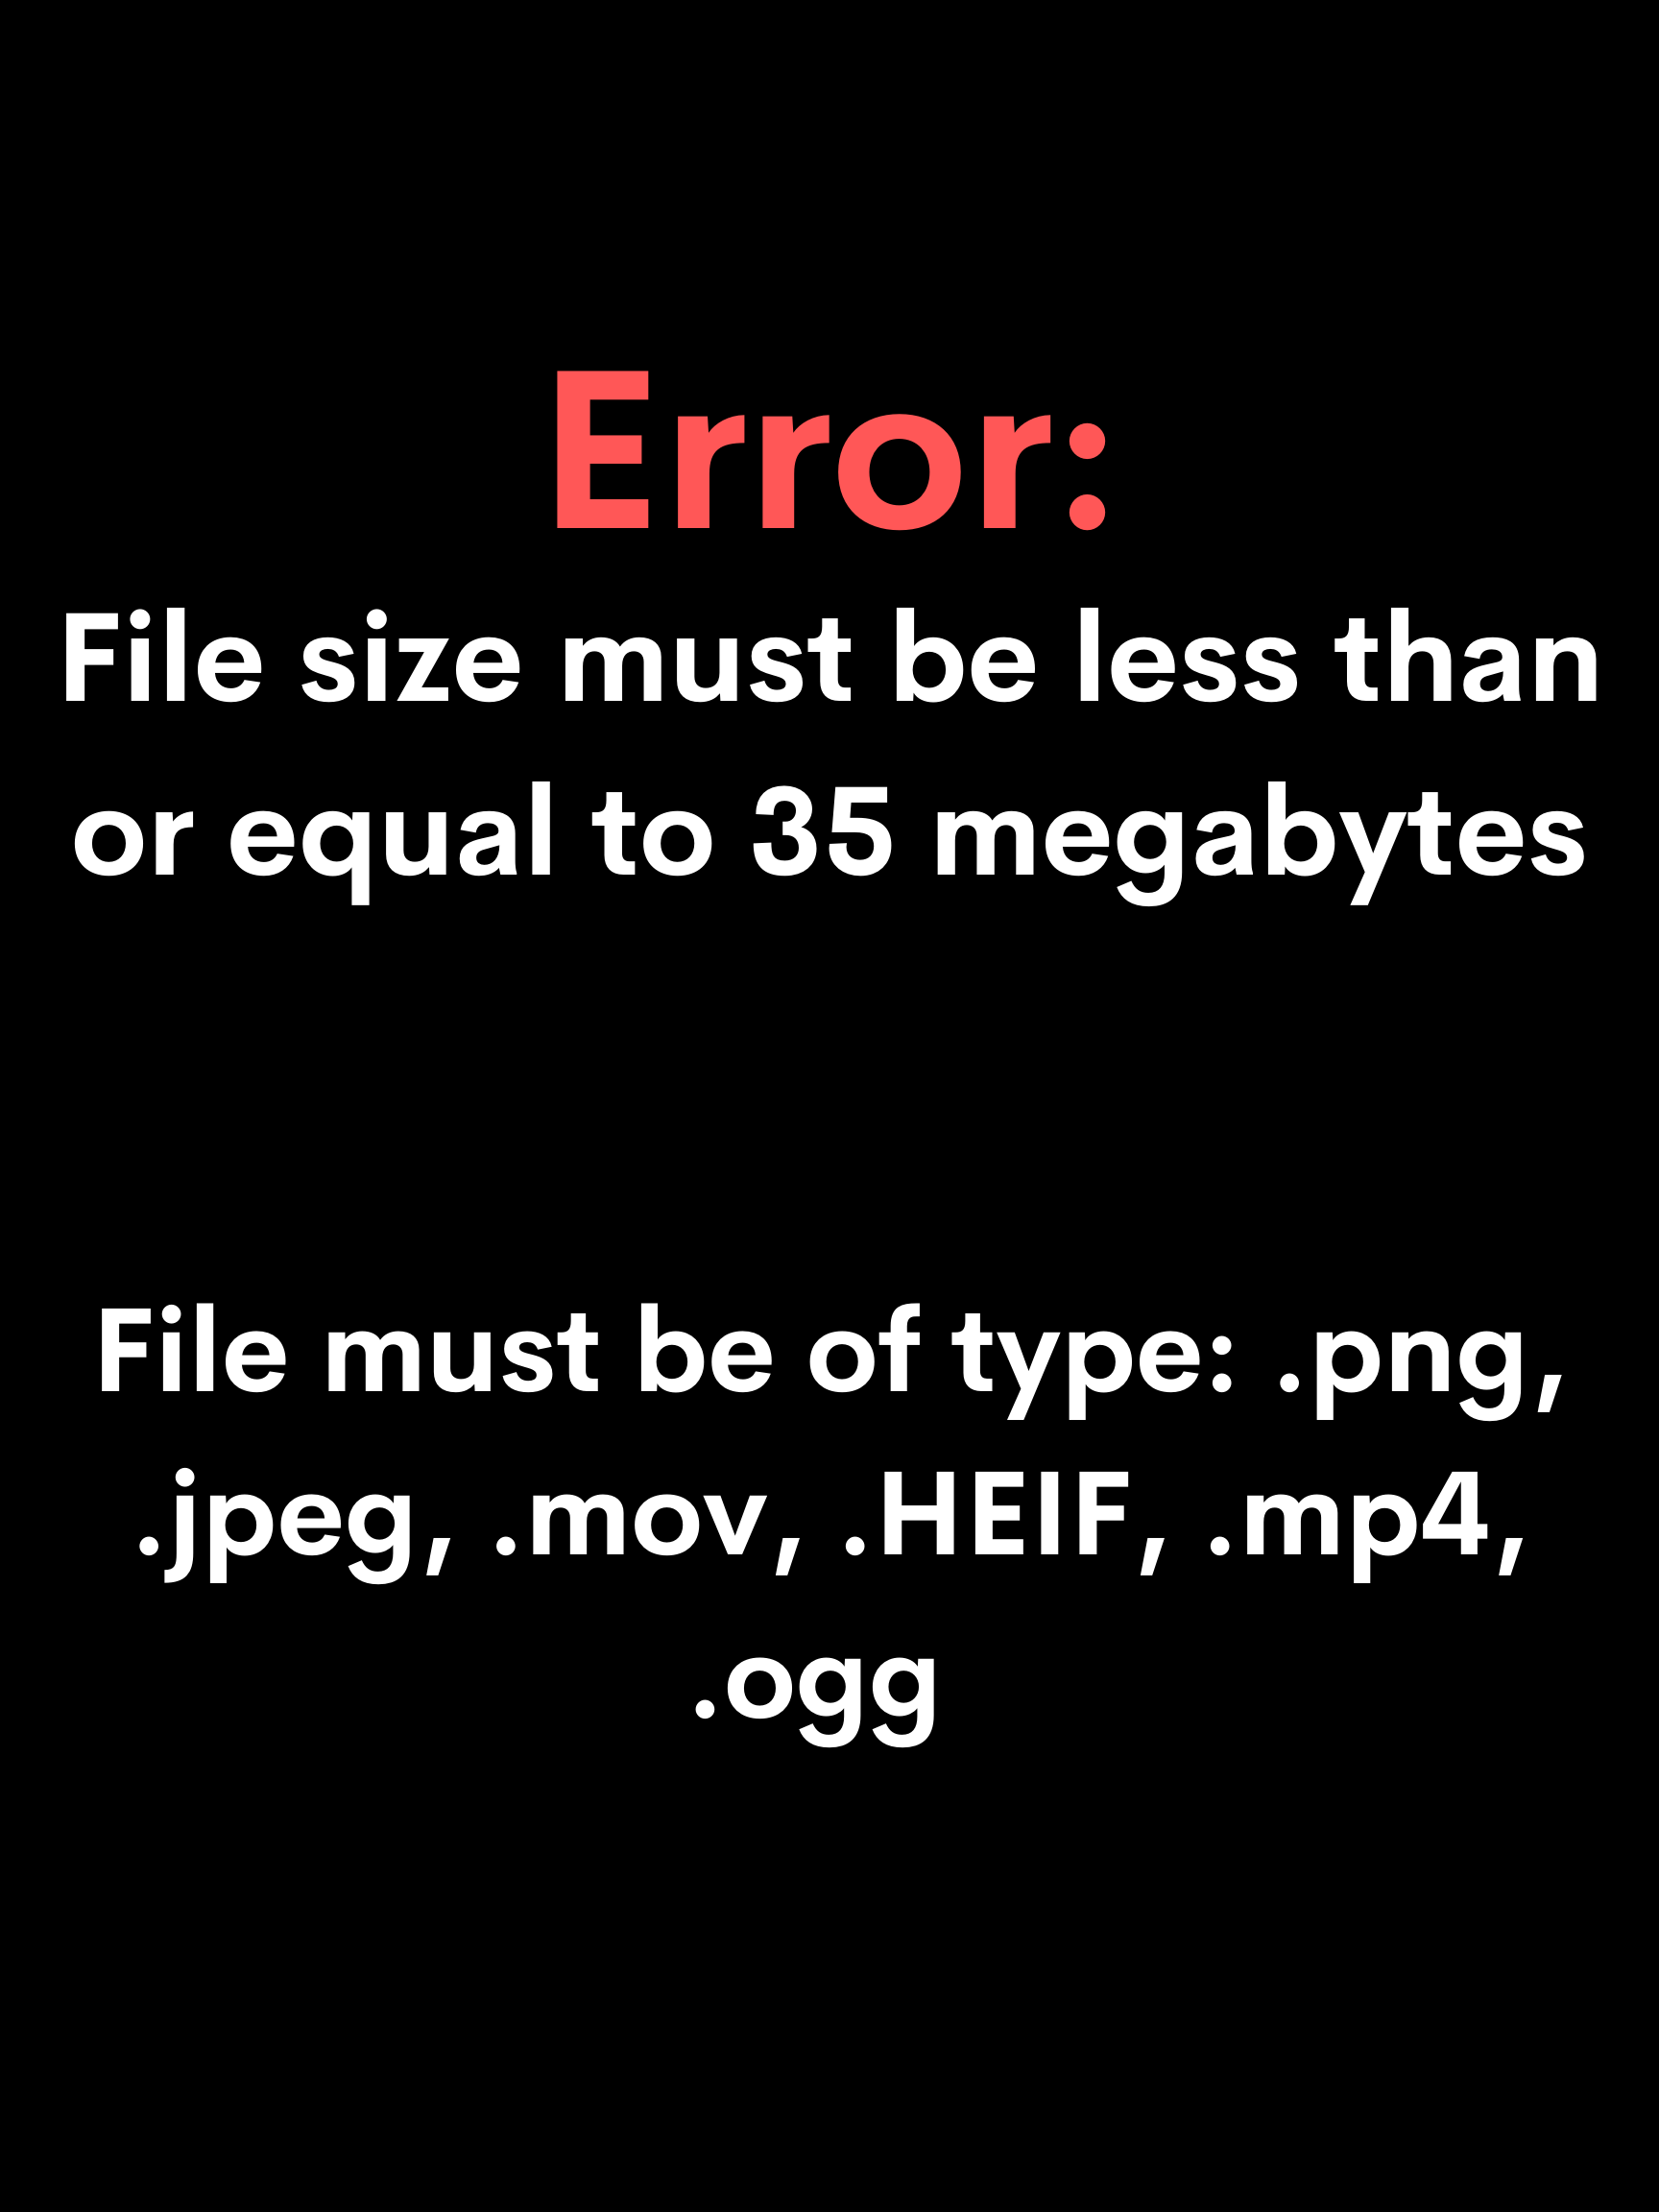 Error:
File size must be less than
or equal to 35 megabytes
File must be of type: .png,
.jpeg, .mov, .HEIF, .mp4,
.ogg